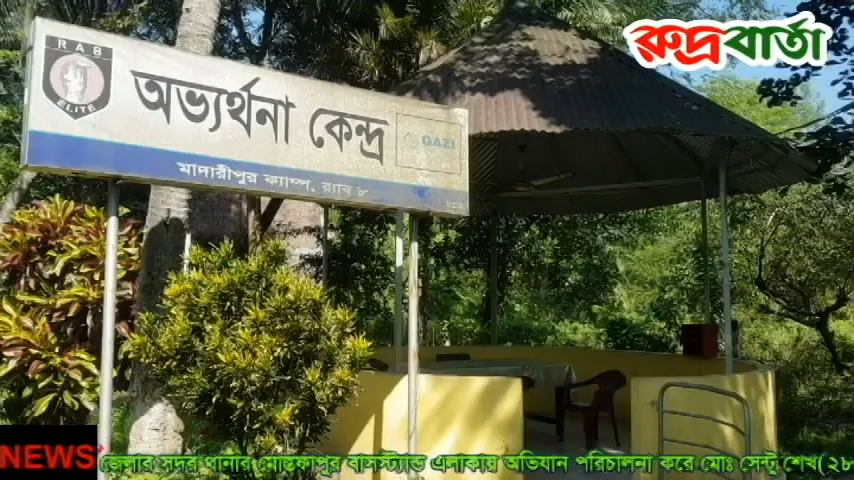 রুদ্রবার্তা
RAB
ELITE
অভ্যর্থনা কেন্দ্র
GAZI
মাদারীপুর ক্যাম্প, র‍্যাব ৮
NEWS
জেলার সদর থানার মোস্তফাপুর বাসস্ট্যান্ড এলাকায় অভিযান পরিচালনা করে মোঃ সেন্টু শেখ(২৮